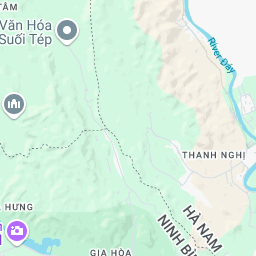 TÂM
Văn Hóa
Suối Tép
River Đáy
THANH NGHỊ
HƯNG
HÀ NAM
NINH BÌ
GIA HÒA